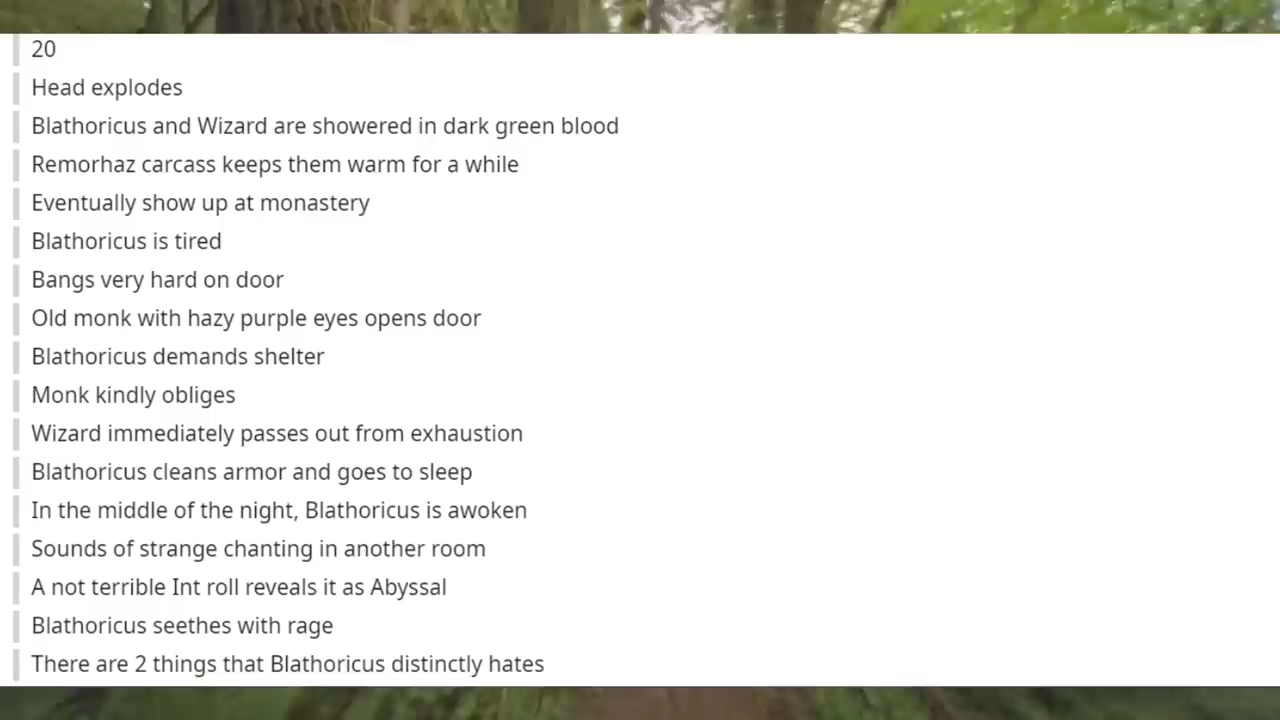 20
Head explodes
Blathoricus and Wizard are showered in dark green blood
Remorhaz carcass keeps them warm for a while
Eventually show up at monastery
Blathoricus is tired
Bangs very hard on door
Old monk with hazy purple eyes opens door
Blathoricus demands shelter
Monk kindly obliges
Wizard immediately passes out from exhaustion
Blathoricus cleans armor and goes to sleep
In the middle of the night, Blathoricus is awoken
Sounds of strange chanting in another room
A not terrible Int roll reveals it as Abyssal
Blathoricus seethes with rage
There are 2 things that Blathoricus distinctly hates